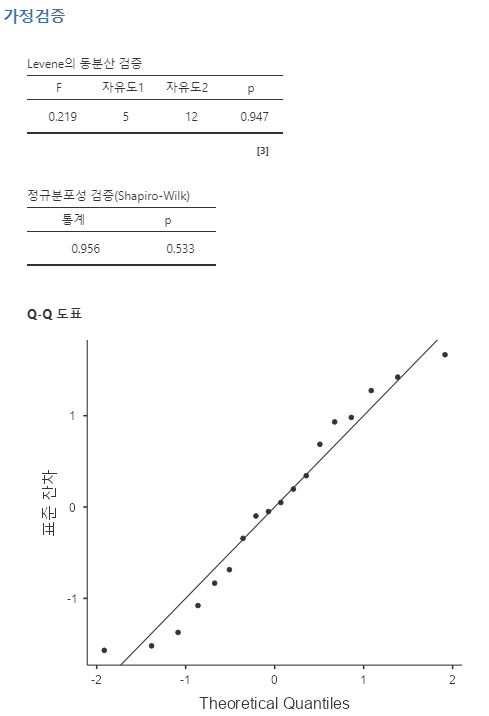 가정검증
Levene의 동분산 검증
F 자유도1 자유도2 p
0.219 5 12 0.947
[3]
정규분포성 검증(Shapiro-Wilk)
통계 p
0.956 0.533
Q-Q 도표
1
0
-1
표준 잔차
-2 -1 0 1 2
Theoretical Quantiles